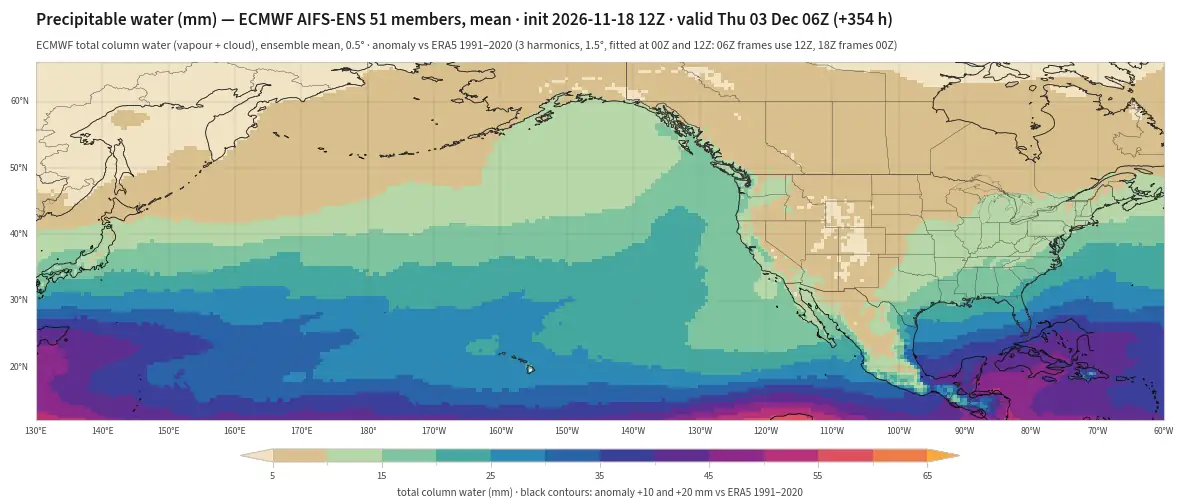 Precipitable water (mm) — ECMWF AIFS-ENS 51 members, mean · init 2026-11-18 12Z · valid Thu 03 Dec 06Z (+354 h)
ECMWF total column water (vapour + cloud), ensemble mean, 0.5° · anomaly vs ERA5 1991–2020 (3 harmonics, 1.5°, fitted at 00Z and 12Z: 06Z frames use 12Z, 18Z frames 00Z)
60°N
50°N
40°N
30°N
20°N
130°E 140°E 150°E 160°E 170°E 180° 170°W 160°W 150°W 140°W 130°W 120°W 110°W 100°W 90°W 80°W 70°W 60°W
5 15 25 35 45 55 65
total column water (mm) · black contours: anomaly +10 and +20 mm vs ERA5 1991–2020